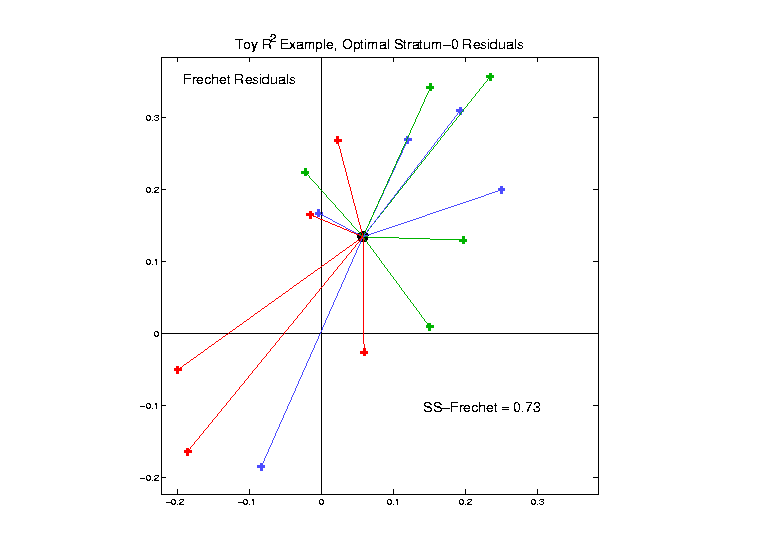 Toy R² Example, Optimal Stratum−0 Residuals
Frechet Residuals
0.3
0.2
0.1
0
−0.1
SS−Frechet = 0.73
−0.2
−0.2 −0.1 0 0.1 0.2 0.3